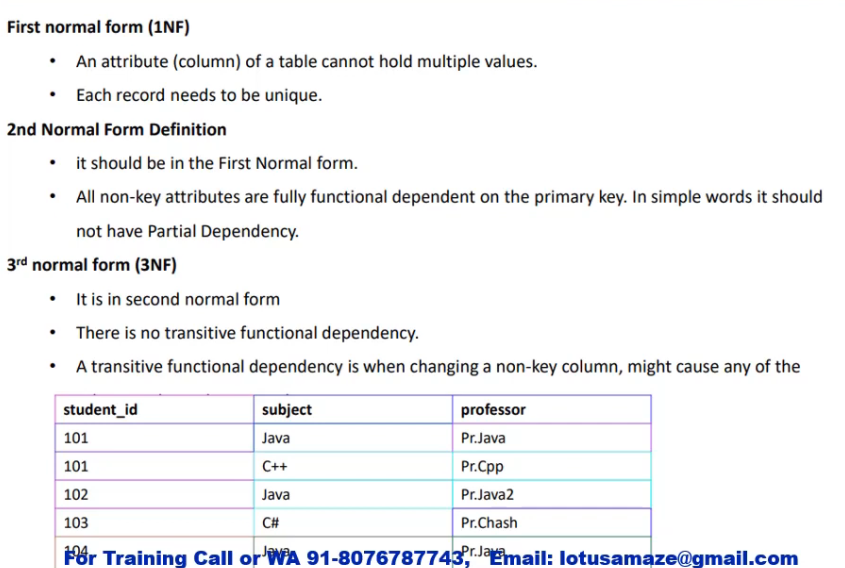 First normal form (1NF)
• An attribute (column) of a table cannot hold multiple values.
• Each record needs to be unique.
2nd Normal Form Definition
• it should be in the First Normal form.
• All non-key attributes are fully functional dependent on the primary key. In simple words it should
not have Partial Dependency.
3rd normal form (3NF)
• It is in second normal form
• There is no transitive functional dependency.
• A transitive functional dependency is when changing a non-key column, might cause any of the
student_id subject professor
101 Java Pr.Java
101 C++ Pr.Cpp
102 Java Pr.Java2
103 C# Pr.Chash
104 Java Pr.Java
For Training Call or WA 91-8076787743, Email: lotusamaze@gmail.com